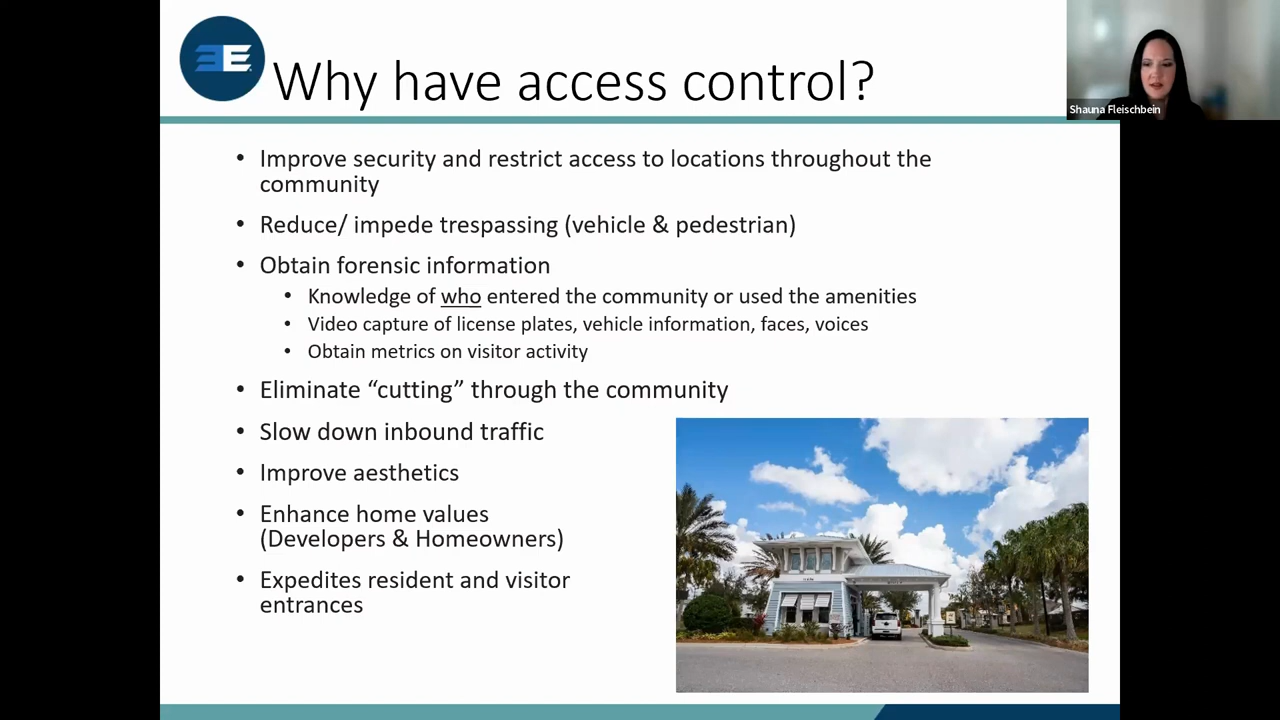 Why have access control?
Shauna Fleischbein
• Improve security and restrict access to locations throughout the
community
• Reduce/ impede trespassing (vehicle & pedestrian)
• Obtain forensic information
• Knowledge of who entered the community or used the amenities
• Video capture of license plates, vehicle information, faces, voices
• Obtain metrics on visitor activity
• Eliminate “cutting” through the community
• Slow down inbound traffic
• Improve aesthetics
• Enhance home values
(Developers & Homeowners)
• Expedites resident and visitor
entrances